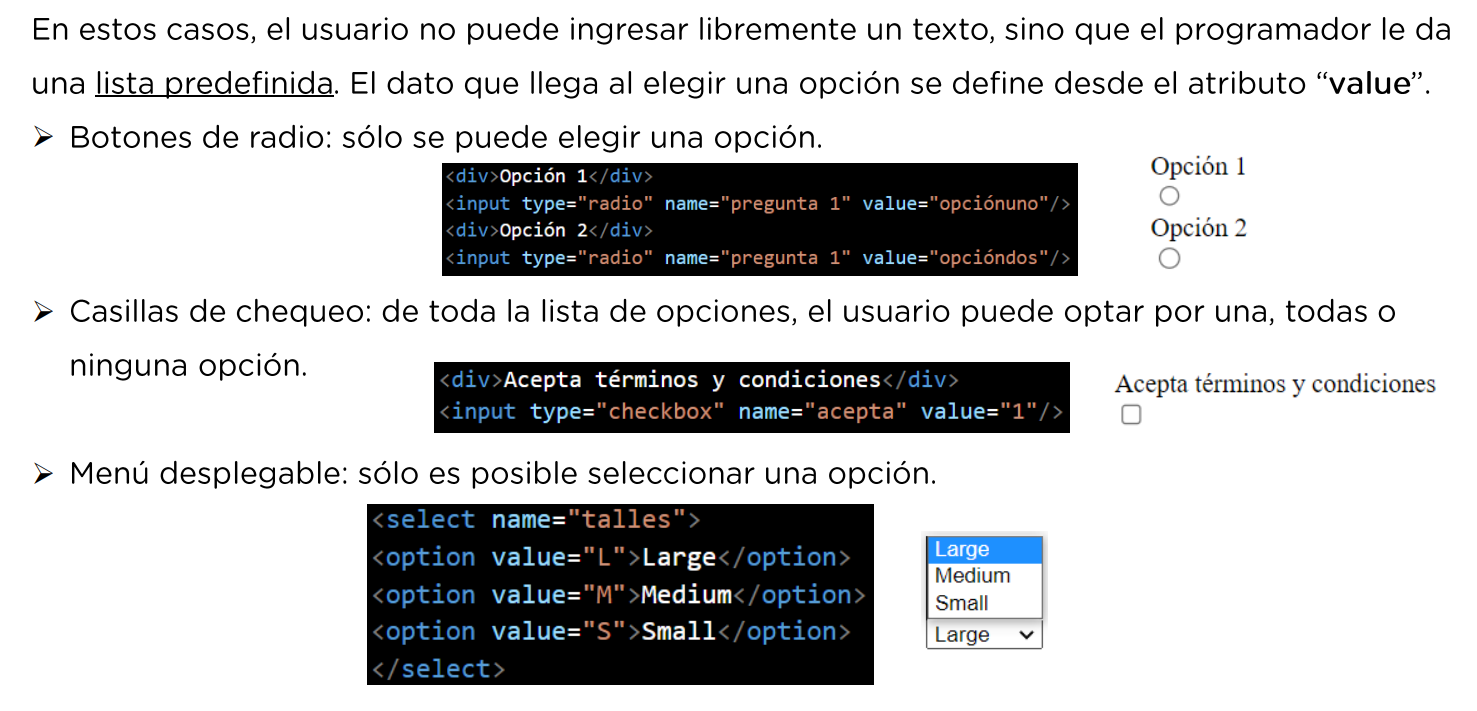 En estos casos, el usuario no puede ingresar libremente un texto, sino que el programador le da
una lista predefinida. El dato que llega al elegir una opción se define desde el atributo “value”.
➤ Botones de radio: sólo se puede elegir una opción.
<div>Opción 1</div>
<input type="radio" name="pregunta 1" value="opciónuno"/>
<div>Opción 2</div>
<input type="radio" name="pregunta 1" value="opcióndos"/>
Opción 1
Opción 2
➤ Casillas de chequeo: de toda la lista de opciones, el usuario puede optar por una, todas o
ninguna opción.
<div>Acepta términos y condiciones</div>
<input type="checkbox" name="acepta" value="1"/>
Acepta términos y condiciones
➤ Menú desplegable: sólo es posible seleccionar una opción.
<select name="talles">
<option value="L">Large</option>
<option value="M">Medium</option>
<option value="S">Small</option>
</select>
Large
Medium
Small
Large